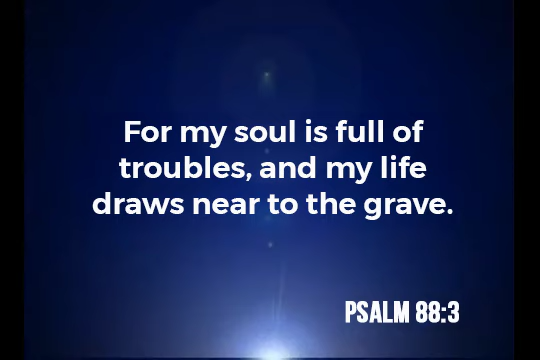 For my soul is full of
troubles, and my life
draws near to the grave.
PSALM 88:3